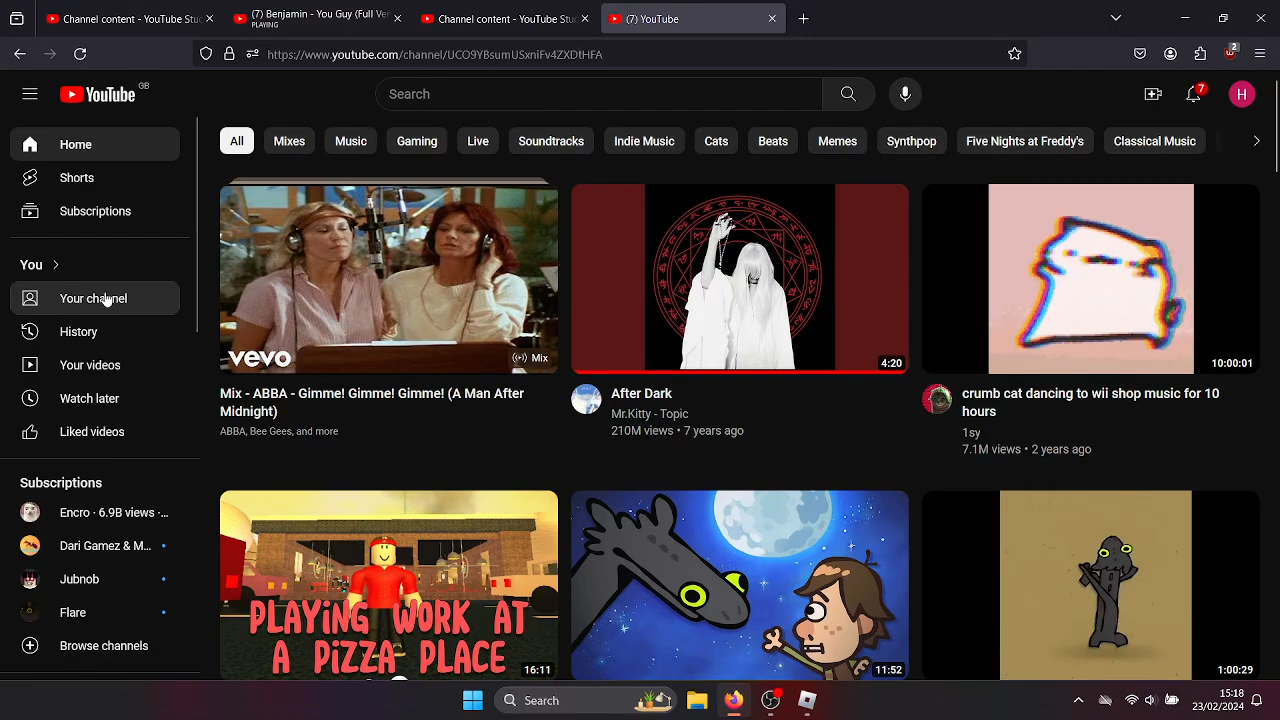 Channel content - YouTube Stu
(7) Benjamin - You Guy (Full Ver
PLAYING
Channel content - YouTube Stu
(7) YouTube
https://www.youtube.com/channel/UCO9YBsumUSxniFv4ZXDtHFA
2
YouTube GB
Search
7
H
Home
Shorts
Subscriptions
You
Your channel
History
Your videos
Watch later
Liked videos
Subscriptions
Encro · 6.9B views ·...
Dari Gamez & M...
Jubnob
Flare
Browse channels
All
Mixes
Music
Gaming
Live
Soundtracks
Indie Music
Cats
Beats
Memes
Synthpop
Five Nights at Freddy's
Classical Music
vevo
Mix
Mix - ABBA - Gimme! Gimme! Gimme! (A Man After
Midnight)
ABBA, Bee Gees, and more
4:20
After Dark
Mr.Kitty - Topic
210M views • 7 years ago
10:00:01
crumb cat dancing to wii shop music for 10
hours
1sy
7.1M views • 2 years ago
PLAYING WORK AT
A PIZZA PLACE
16:11
11:52
1:00:29
Search
15:18
23/02/2024